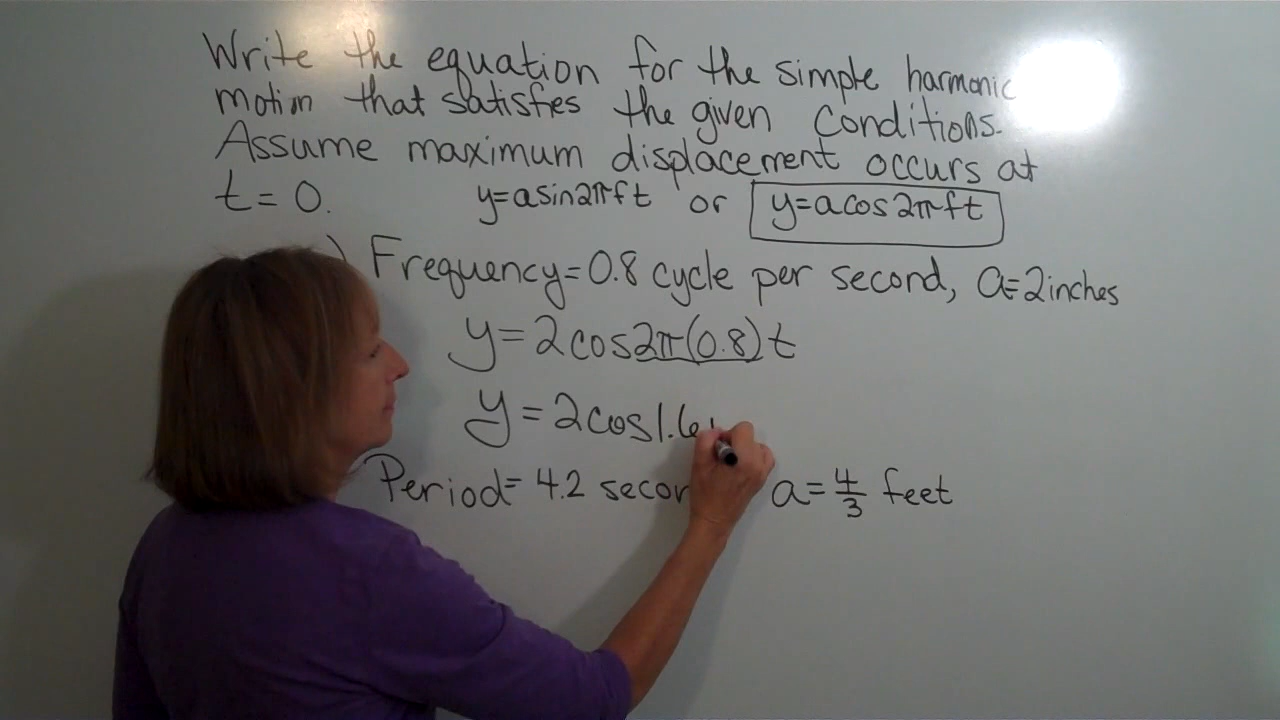 Write the equation for the simple harmonic
motion that satisfies the given conditions.
Assume maximum displacement occurs at
t = 0. y=asin2πft or y=acos2πft
) Frequency=0.8 cycle per second, a=2inches
y=2cos2π(0.8)t
y=2cos1.6
Period=4.2 a=4/3 feet